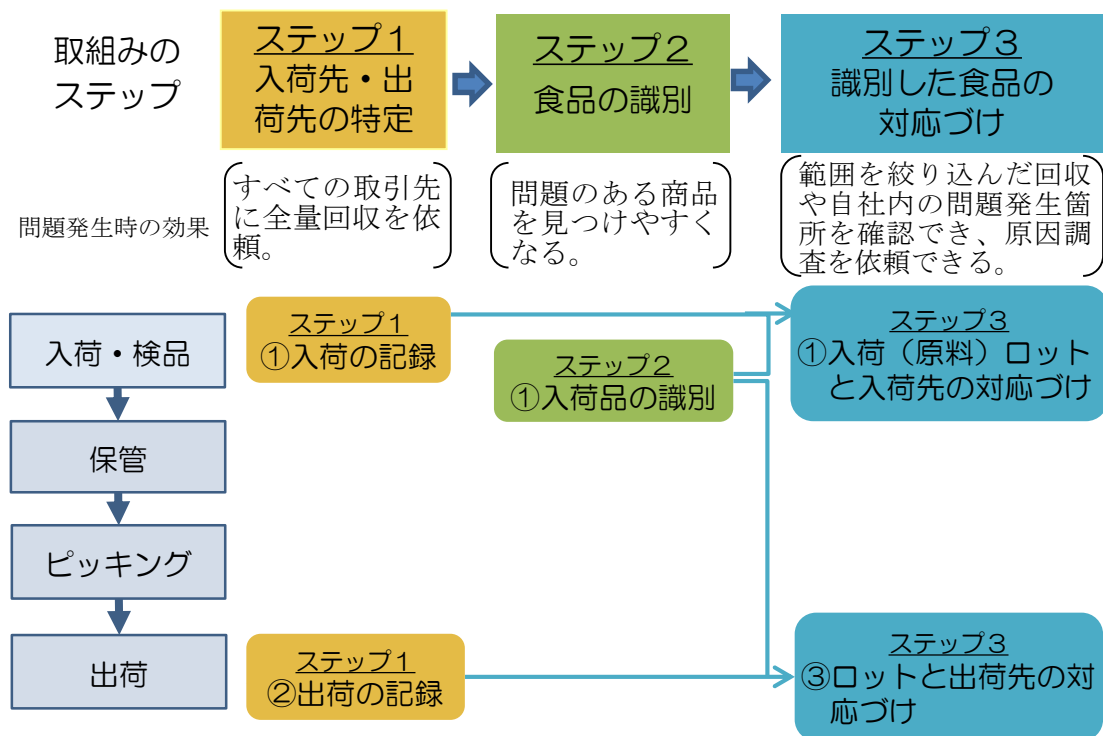 取組みの
ステップ
ステップ１
入荷先・出
荷先の特定
ステップ２
食品の識別
ステップ３
識別した食品の
対応づけ
問題発生時の効果
すべての取引先
に全量回収を依
頼。
問題のある商品
を見つけやすく
なる。
範囲を絞り込んだ回収
や自社内の問題発生箇
所を確認でき、原因調
査を依頼できる。
入荷・検品
保管
ピッキング
出荷
ステップ1
①入荷の記録
ステップ２
①入荷品の識別
ステップ３
①入荷（原料）ロット
と入荷先の対応づけ
ステップ1
②出荷の記録
ステップ３
③ロットと出荷先の対
応づけ